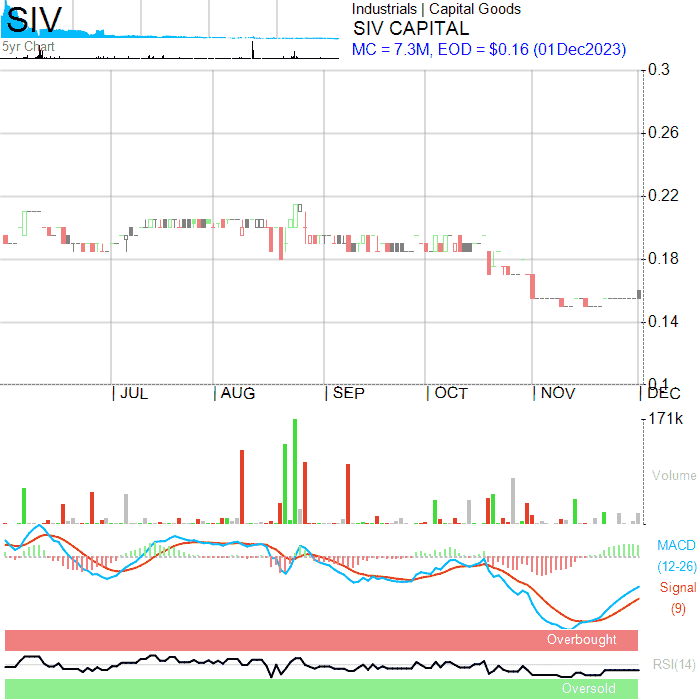 SIV
5yr Chart
Industrials | Capital Goods
SIV CAPITAL
MC = 7.3M, EOD = $0.16 (01Dec2023)
0.3
0.26
0.22
0.18
0.14
0.1
| JUL | AUG | SEP | OCT | NOV | DEC
171k
Volume
MACD
(12-26)
Signal
(9)
Overbought
RSI(14)
Oversold